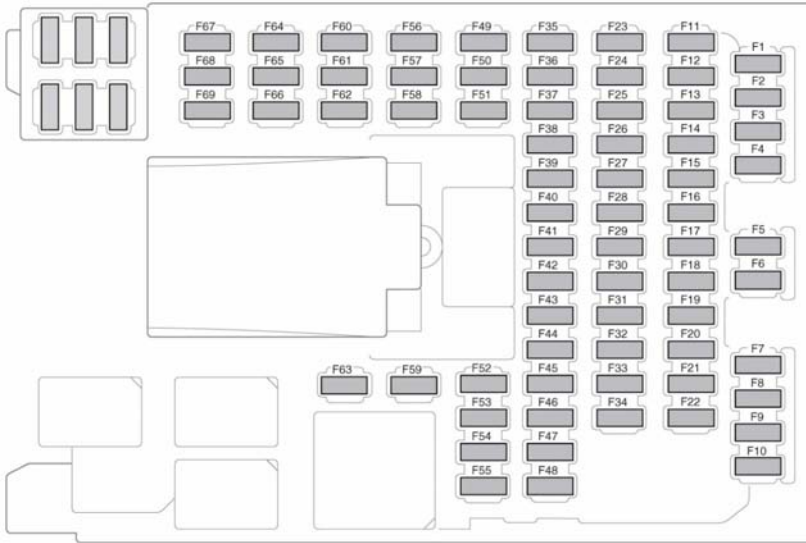 F67 F64 F60 F56 F49 F35 F23 F11
F1
F68 F65 F61 F57 F50 F36 F24 F12
F2
F69 F66 F62 F58 F51 F37 F25 F13
F3
F38 F26 F14
F4
F39 F27 F15
F40 F28 F16
F41 F29 F17 F5
F42 F30 F18 F6
F43 F31 F19
F44 F32 F20
F7
F63 F59 F52 F45 F33 F21
F8
F53 F46 F34 F22
F9
F54 F47
F10
F55 F48